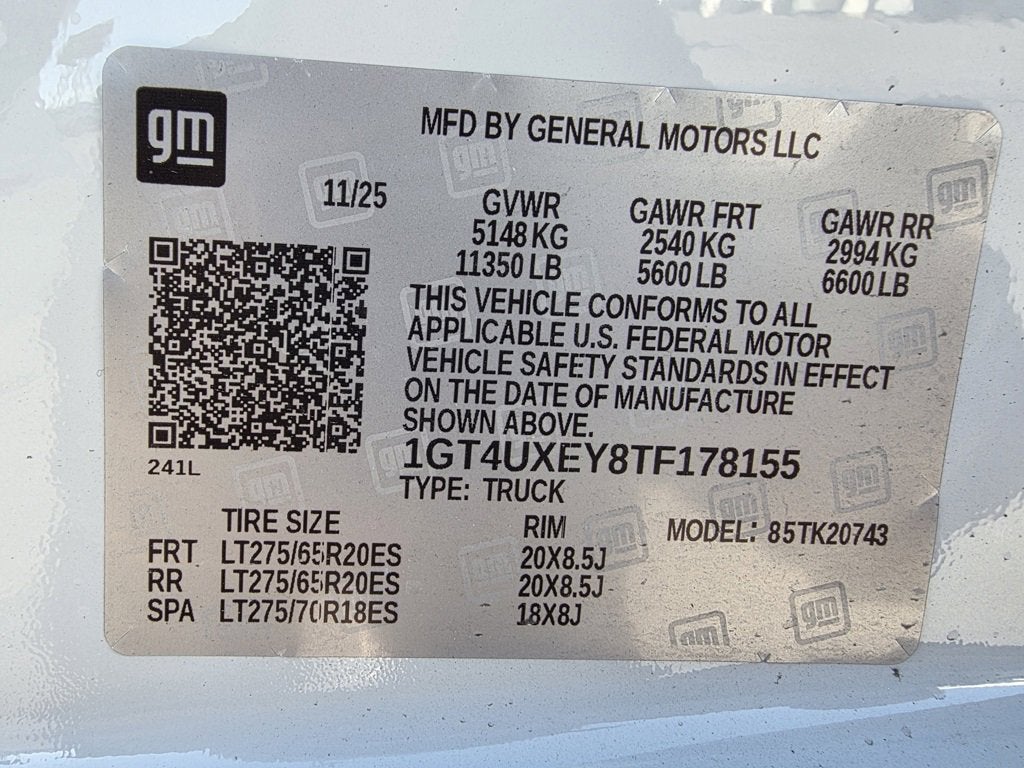 gm
MFD BY GENERAL MOTORS LLC
11/25
GVWR
5148 KG
11350 LB
GAWR FRT
2540 KG
5600 LB
GAWR RR
2994 KG
6600 LB
THIS VEHICLE CONFORMS TO ALL
APPLICABLE U.S. FEDERAL MOTOR
VEHICLE SAFETY STANDARDS IN EFFECT
ON THE DATE OF MANUFACTURE
SHOWN ABOVE.
241L
1GT4UXEY8TF178155
TYPE: TRUCK
TIRE SIZE RIM MODEL: 85TK20743
FRT LT275/65R20ES 20X8.5J
RR LT275/65R20ES 20X8.5J
SPA LT275/70R18ES 18X8J